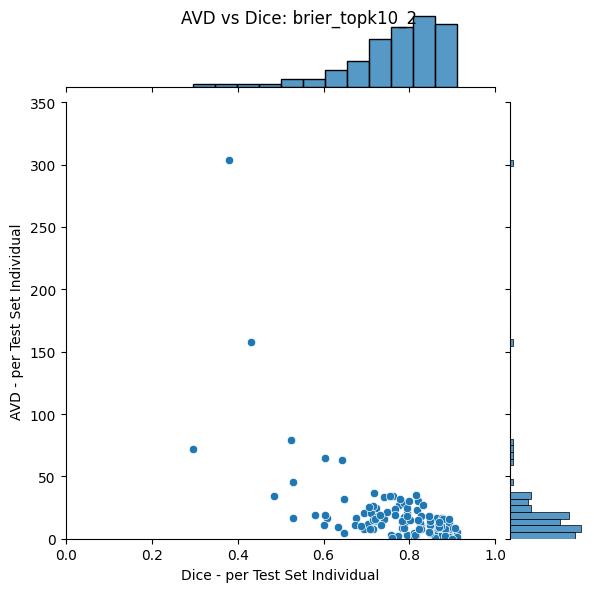 AVD vs Dice: brier_topk10_2
350
300
250
200
150
100
50
0
AVD - per Test Set Individual
0.0 0.2 0.4 0.6 0.8 1.0
Dice - per Test Set Individual